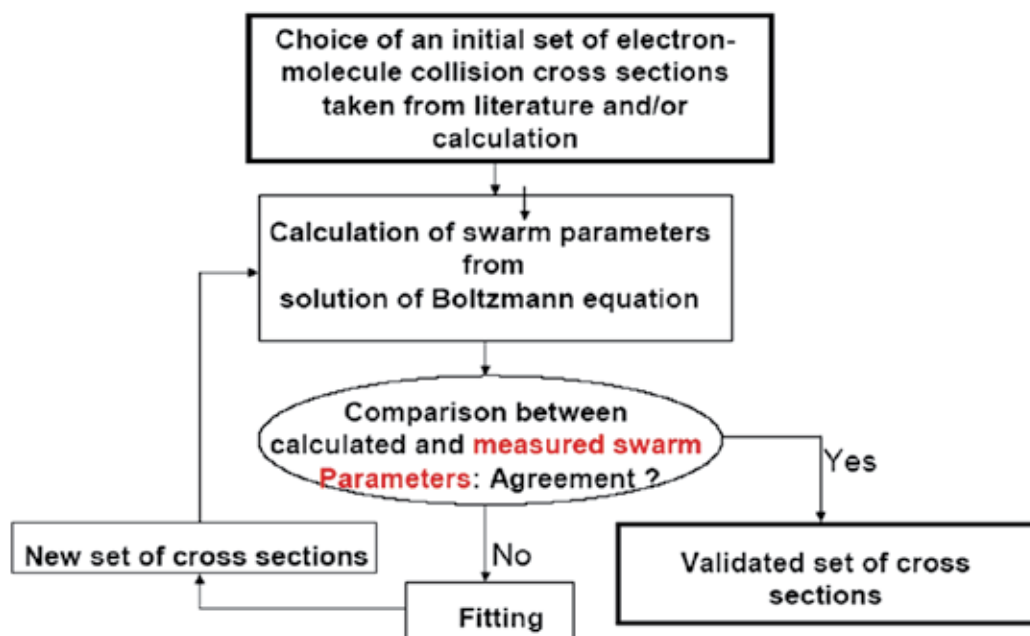 Choice of an initial set of electron-
molecule collision cross sections
taken from literature and/or
calculation
Calculation of swarm parameters
from
solution of Boltzmann equation
Comparison between
calculated and measured swarm
Parameters: Agreement ?
Yes
No
New set of cross sections
Fitting
Validated set of cross
sections